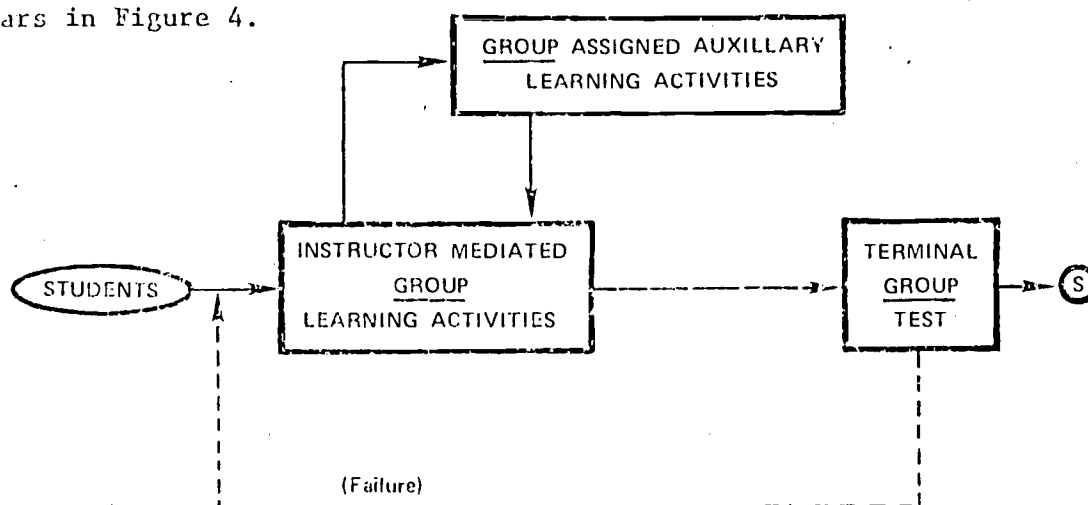 ars in Figure 4.
GROUP ASSIGNED AUXILLARY
LEARNING ACTIVITIES
STUDENTS
INSTRUCTOR MEDIATED
GROUP
LEARNING ACTIVITIES
TERMINAL
GROUP
TEST
S
(Failure)